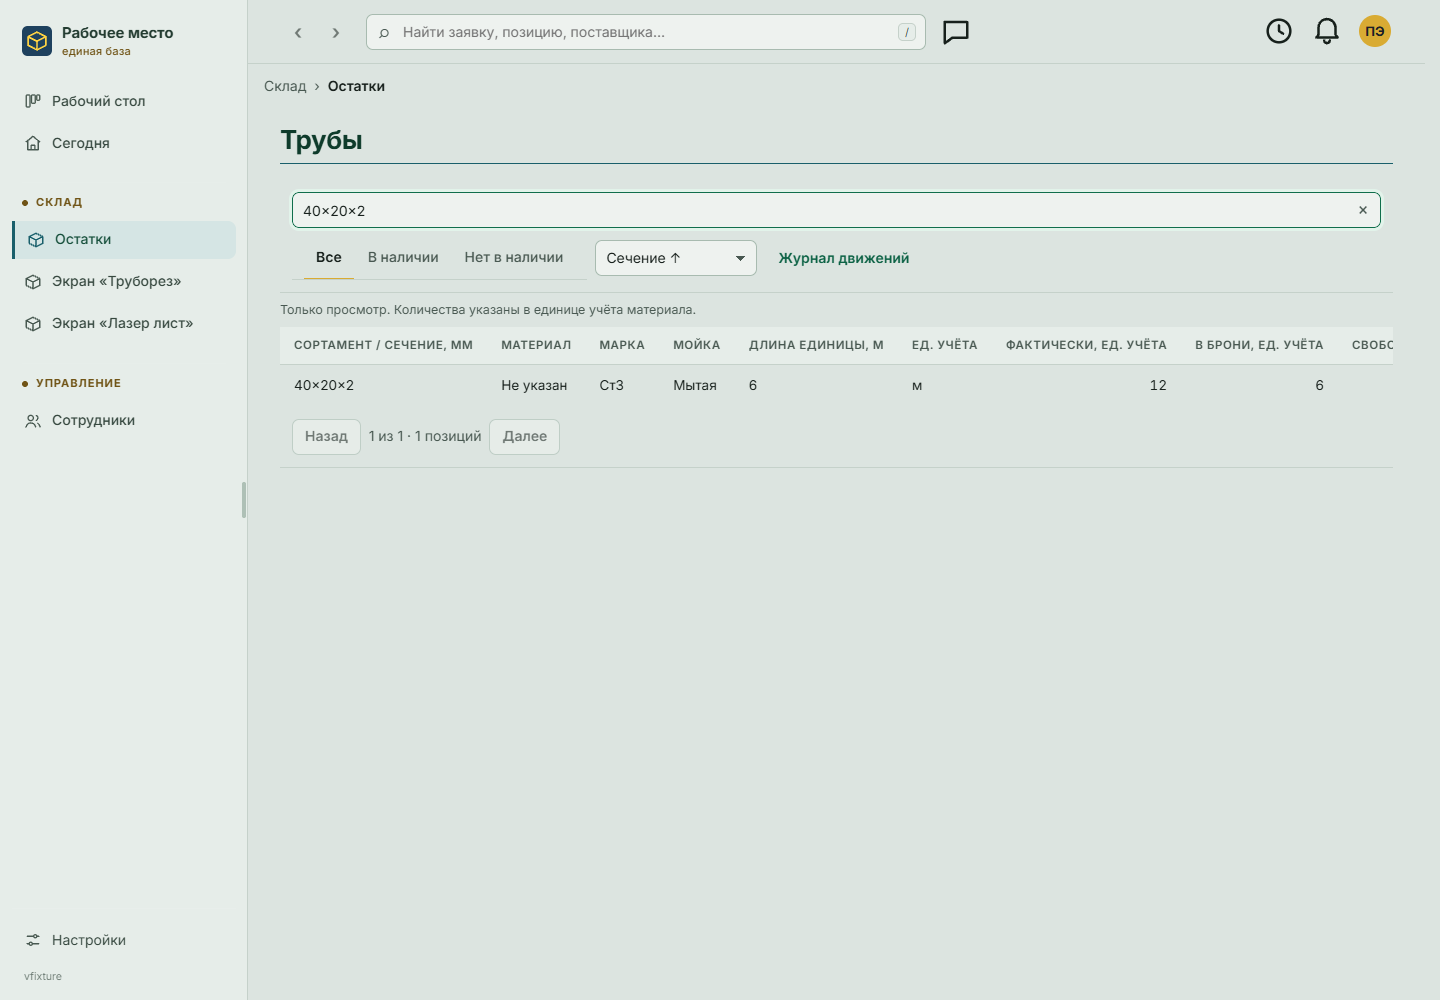 Рабочее место
единая база
Рабочий стол
Сегодня
СКЛАД
Остатки
Экран «Труборез»
Экран «Лазер лист»
УПРАВЛЕНИЕ
Сотрудники
Настройки
vfixture
Найти заявку, позицию, поставщика...
/
ПЭ
Склад › Остатки
Трубы
40×20×2 ×
Все В наличии Нет в наличии Сечение ↑ Журнал движений
Только просмотр. Количества указаны в единице учёта материала.
СОРТАМЕНТ / СЕЧЕНИЕ, ММ МАТЕРИАЛ МАРКА МОЙКА ДЛИНА ЕДИНИЦЫ, М ЕД. УЧЁТА ФАКТИЧЕСКИ, ЕД. УЧЁТА В БРОНИ, ЕД. УЧЁТА
40×20×2 Не указан Ст3 Мытая 6 м 12 6
Назад 1 из 1 · 1 позиций Далее